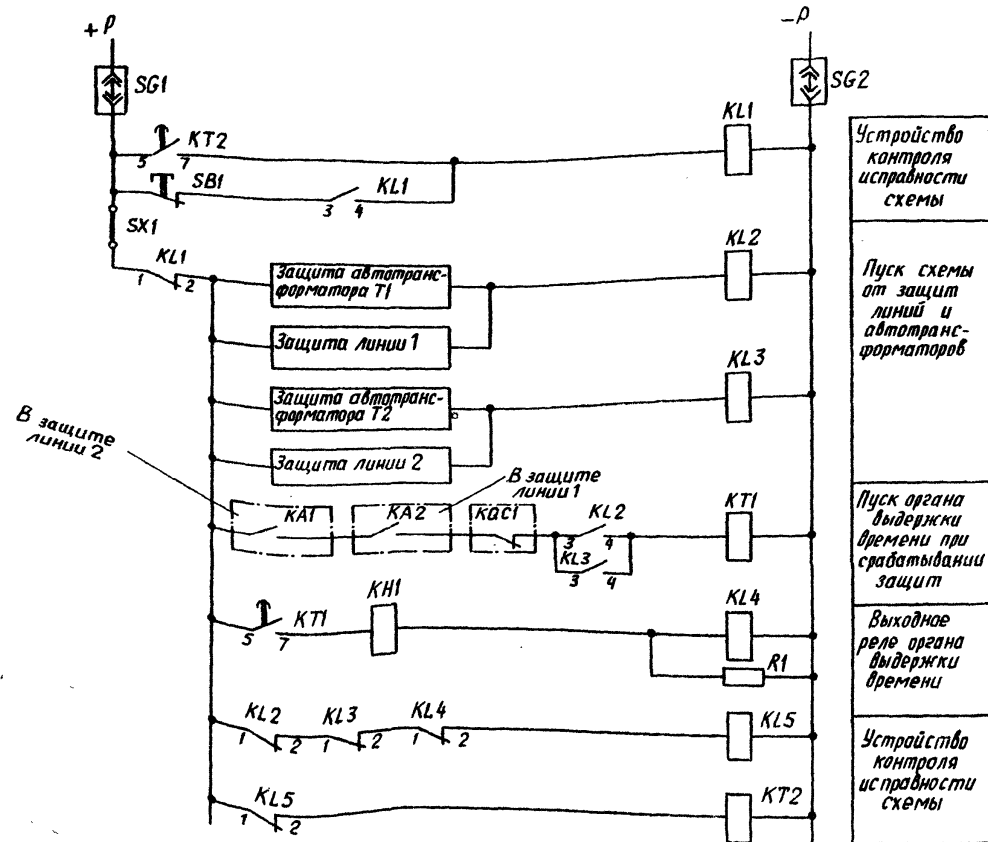 +P
-P
SG1
SG2
KT2
5 7
KL1
SB1
KL1
3 4
SX1
KL1
1 2
Защита автотранс-
форматора T1
Защита линии 1
KL2
Защита автотранс-
форматора T2
Защита линии 2
KL3
В защите
линии 2
В защите
линии 1
KA1
KA2
KQC1
KL2
3 4
KL3
3 4
KT1
KT1
5 7
KH1
KL4
R1
KL2
1 2
KL3
1 2
KL4
1 2
KL5
KL5
1 2
KT2
Устройство
контроля
исправности
схемы
Пуск схемы
от защит
линий и
автотранс-
форматоров
Пуск органа
выдержки
времени при
срабатывании
защит
Выходное
реле органа
выдержки
времени
Устройство
контроля
исправности
схемы